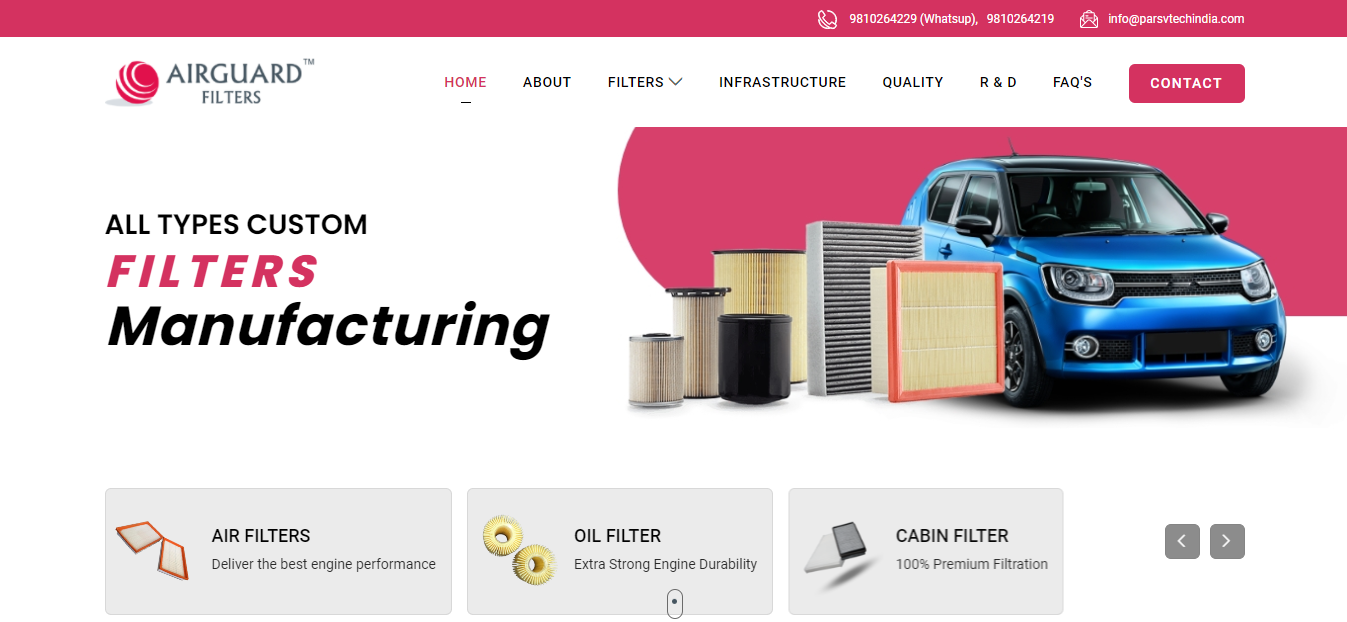 9810264229 (Whatsup), 9810264219 info@parsvtechindia.com
AIRGUARD™
FILTERS
HOME ABOUT FILTERS INFRASTRUCTURE QUALITY R & D FAQ'S CONTACT
ALL TYPES CUSTOM
FILTERS
Manufacturing
AIR FILTERS
Deliver the best engine performance
OIL FILTER
Extra Strong Engine Durability
CABIN FILTER
100% Premium Filtration